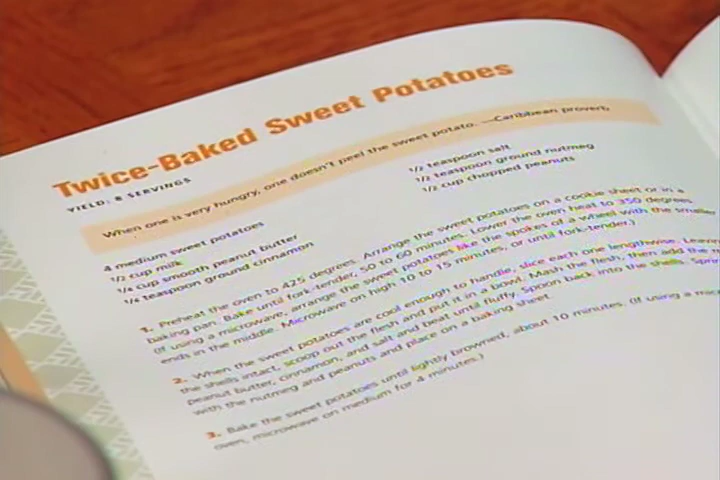 Twice-Baked Sweet Potatoes
YIELD: 8 SERVINGS
When one is very hungry, one doesn't peel the sweet potato. —Caribbean proverb
4 medium sweet potatoes
1/2 cup milk
1/4 cup smooth peanut butter
1/4 teaspoon ground cinnamon
1/2 teaspoon salt
1/2 teaspoon ground nutmeg
1/2 cup chopped peanuts
1. Preheat the oven to 425 degrees. Arrange the sweet potatoes on a cookie sheet or in a
baking pan. Bake until fork-tender, 50 to 60 minutes. Lower the oven heat to 350 degrees.
(If using a microwave, arrange the sweet potatoes like the spokes of a wheel with the smaller
ends in the middle. Microwave on high 10 to 15 minutes, or until fork-tender.)
2. When the sweet potatoes are cool enough to handle, slice each one lengthwise. Leaving
the shells intact, scoop out the flesh and put it in a bowl. Mash the flesh, then add the
peanut butter, cinnamon, and salt and beat until fluffy. Spoon back into the shells.
with the nutmeg and peanuts and place on a baking sheet.
3. Bake the sweet potatoes until lightly browned, about 10 minutes. (If using a
oven, microwave on medium for 4 minutes.)